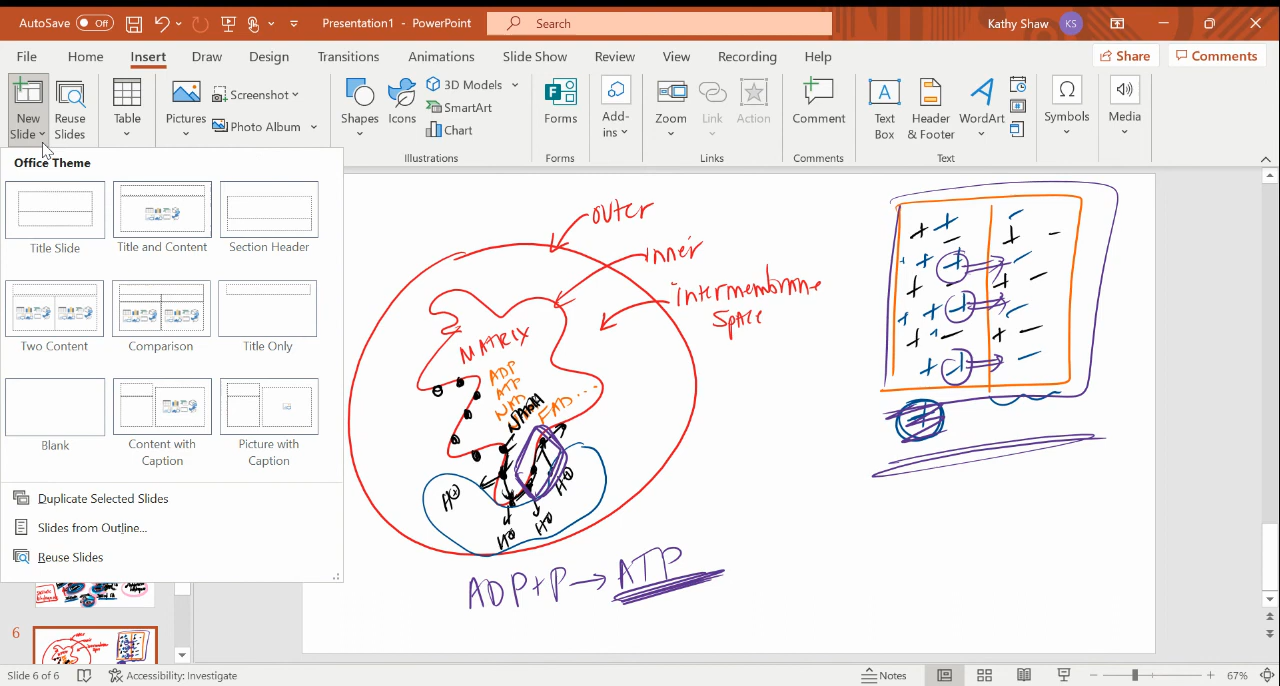 AutoSave Off Presentation1 - PowerPoint Search Kathy Shaw KS
File Home Insert Draw Design Transitions Animations Slide Show Review View Recording Help Share Comments
New Slide
Reuse Slides
Table
Pictures
Screenshot
Photo Album
Shapes
Icons
3D Models
SmartArt
Chart
Illustrations
Forms
Forms
Add-ins
Zoom
Link
Action
Links
Comment
Comments
Text Box
Header & Footer
WordArt
Text
Symbols
Media
Office Theme
Title Slide
Title and Content
Section Header
Two Content
Comparison
Title Only
Blank
Content with Caption
Picture with Caption
Duplicate Selected Slides
Slides from Outline...
Reuse Slides
outer
inner
intermembrane
space
MATRIX
ADP
ATP
NAD
NADH
FAD...
H+
H+
H+
H+
ADP+P → ATP
6
Slide 6 of 6 Accessibility: Investigate Notes 67%